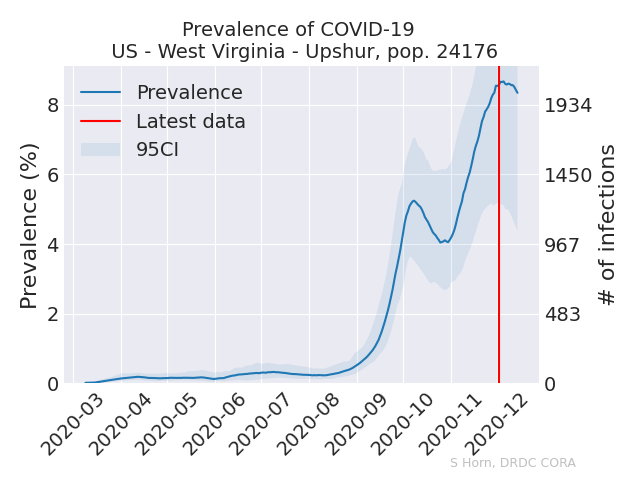 Prevalence of COVID-19
US - West Virginia - Upshur, pop. 24176
Prevalence
Latest data
95CI
Prevalence (%)
8
6
4
2
0
1934
1450
967
483
0
# of infections
2020-03
2020-04
2020-05
2020-06
2020-07
2020-08
2020-09
2020-10
2020-11
2020-12
S Horn, DRDC CORA